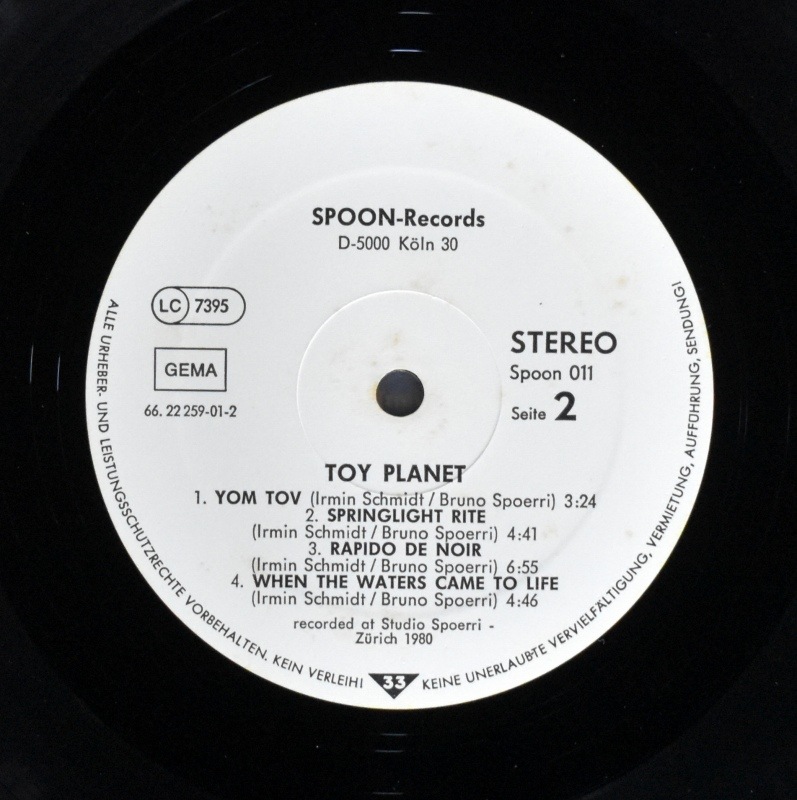 SPOON-Records
D-5000 Köln 30
LC 7395
GEMA
66. 22 259-01-2
STEREO
Spoon 011
Seite 2
TOY PLANET
1. YOM TOV (Irmin Schmidt / Bruno Spoerri) 3:24
2. SPRINGLIGHT RITE
(Irmin Schmidt / Bruno Spoerri) 4:41
3. RAPIDO DE NOIR
(Irmin Schmidt / Bruno Spoerri) 6:55
4. WHEN THE WATERS CAME TO LIFE
(Irmin Schmidt / Bruno Spoerri) 4:46
recorded at Studio Spoerri -
Zürich 1980
ALLE URHEBER- UND LEISTUNGSSCHUTZRECHTE VORBEHALTEN. KEIN VERLEIH! 33 KEINE UNERLAUBTE VERVIELFÄLTIGUNG, VERMIETUNG, AUFFÜHRUNG, SENDUNG!